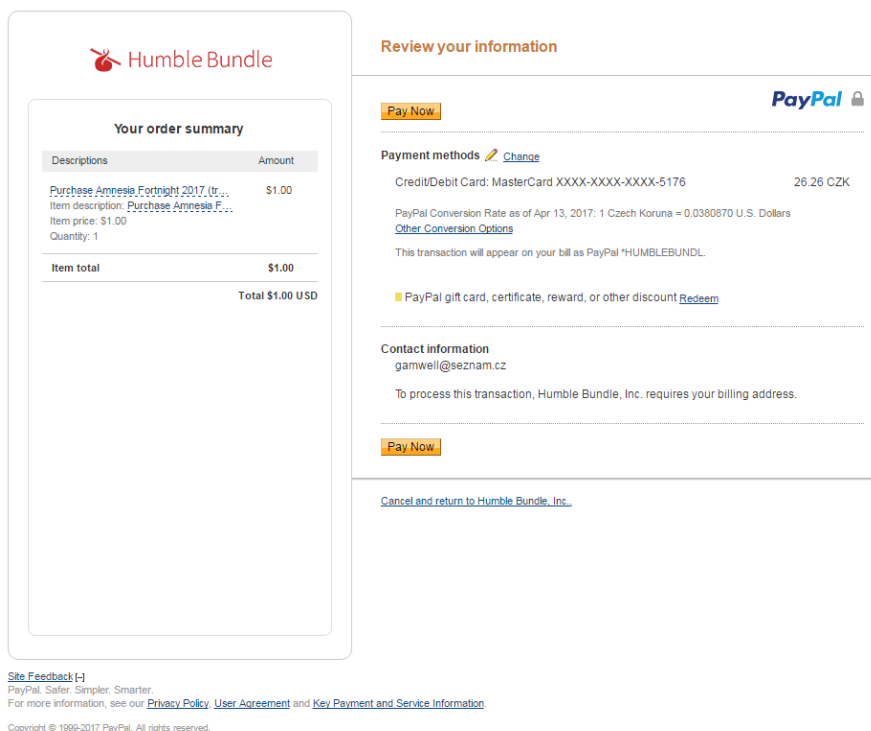 Humble Bundle
Your order summary
Descriptions Amount
Purchase Amnesia Fortnight 2017 (tr... $1.00
Item description: Purchase Amnesia F...
Item price: $1.00
Quantity: 1
Item total $1.00
Total $1.00 USD
Review your information
PayPal
Pay Now
Payment methods Change
Credit/Debit Card: MasterCard XXXX-XXXX-XXXX-5176 26.26 CZK
PayPal Conversion Rate as of Apr 13, 2017: 1 Czech Koruna = 0.0380870 U.S. Dollars
Other Conversion Options
This transaction will appear on your bill as PayPal *HUMBLEBUNDL.
PayPal gift card, certificate, reward, or other discount Redeem
Contact information
gamwell@seznam.cz
To process this transaction, Humble Bundle, Inc. requires your billing address.
Pay Now
Cancel and return to Humble Bundle, Inc..
Site Feedback [–]
PayPal. Safer. Simpler. Smarter.
For more information, see our Privacy Policy, User Agreement and Key Payment and Service Information.
Copyright © 1999-2017 PayPal. All rights reserved.